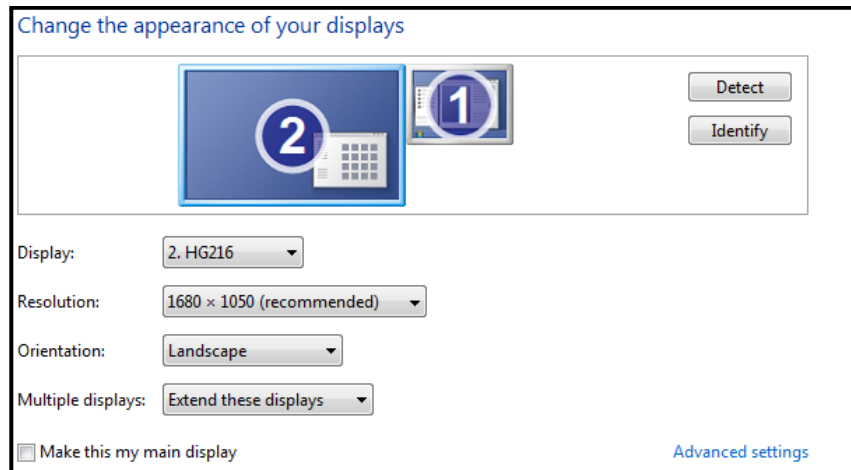 Change the appearance of your displays
2
1
Detect
Identify
Display: 2. HG216
Resolution: 1680 × 1050 (recommended)
Orientation: Landscape
Multiple displays: Extend these displays
Make this my main display
Advanced settings